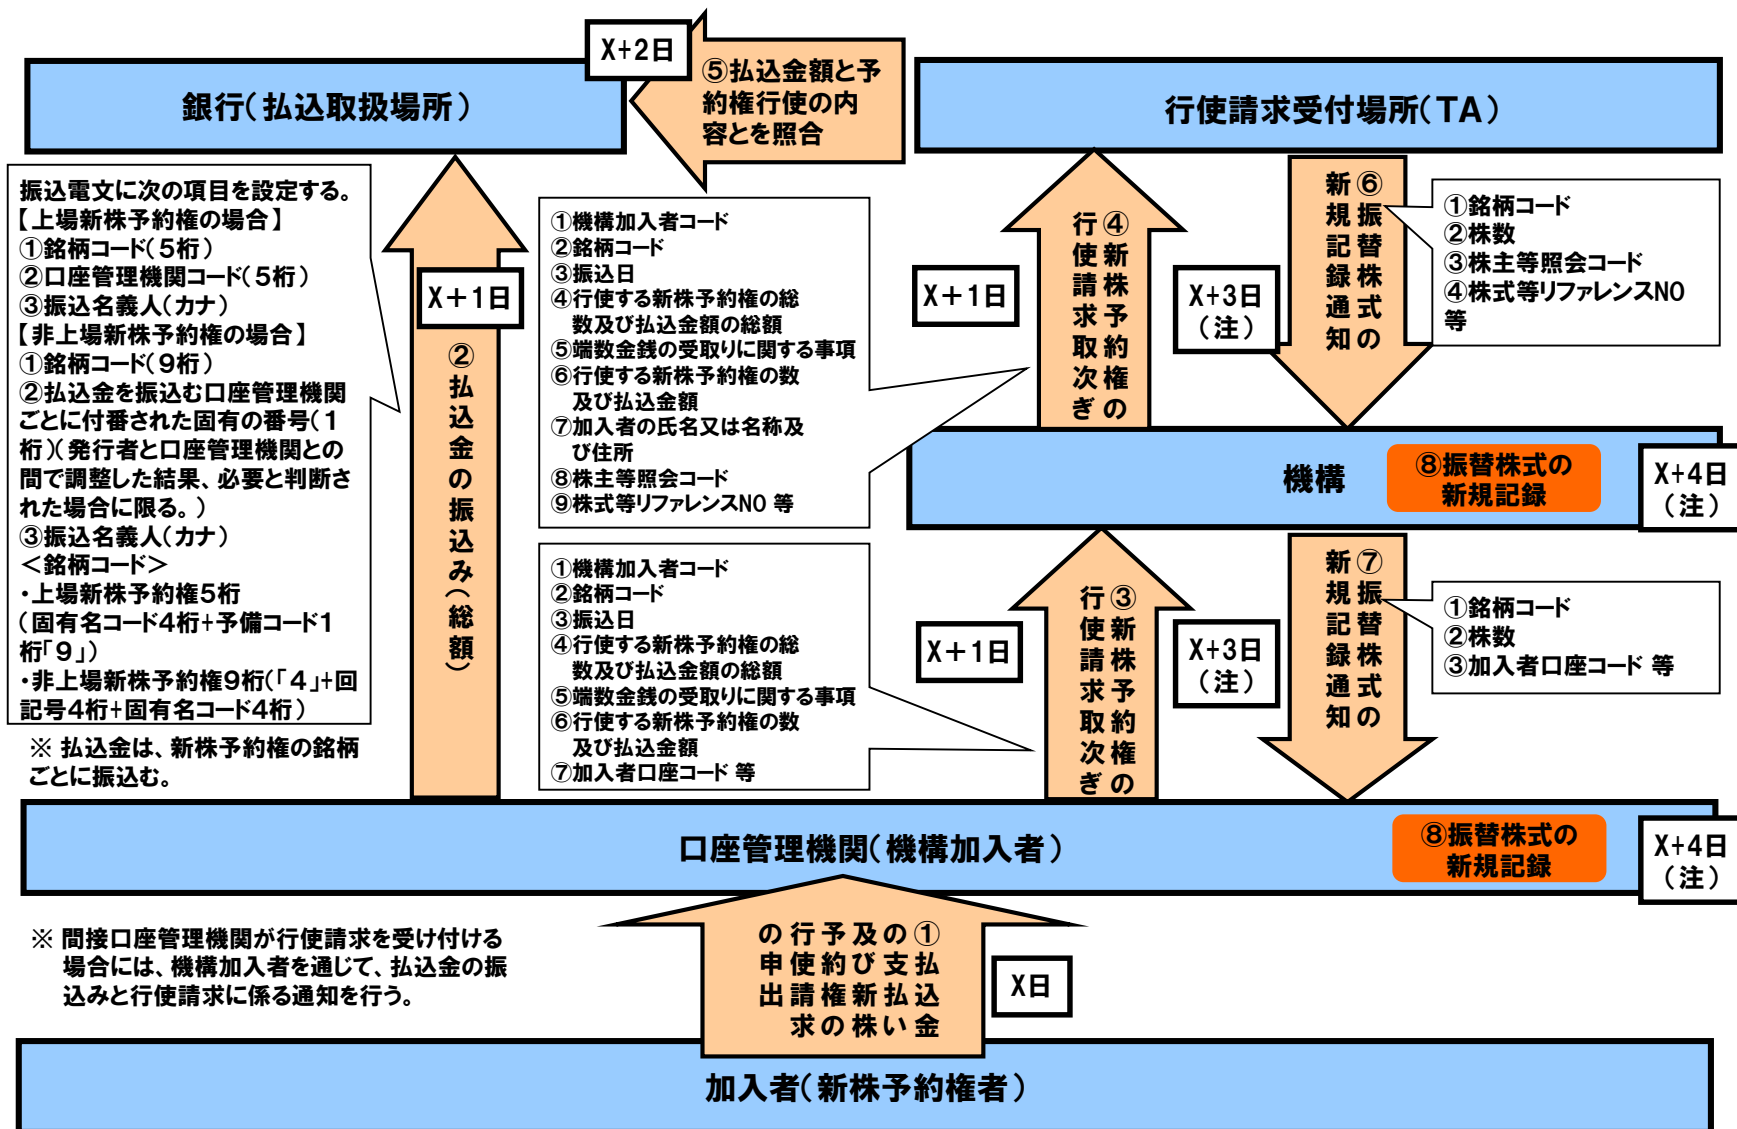 X+2日
⑤払込金額と予
約権行使の内
容とを照合
銀行(払込取扱場所)
行使請求受付場所(TA)
振込電文に次の項目を設定する。
【上場新株予約権の場合】
①銘柄コード(5桁)
②口座管理機関コード(5桁)
③振込名義人(カナ)
【非上場新株予約権の場合】
①銘柄コード(9桁)
②払込金を振込む口座管理機関
ごとに付番された固有の番号(1
桁)(発行者と口座管理機関との
間で調整した結果、必要と判断さ
れた場合に限る。)
③振込名義人(カナ)
<銘柄コード>
・上場新株予約権5桁
(固有名コード4桁+予備コード1
桁「9」)
・非上場新株予約権9桁(「4」+回
記号4桁+固有名コード4桁)
※ 払込金は、新株予約権の銘柄
ごとに振込む。
X+1日
②払込金の振込み(総額)
①機構加入者コード
②銘柄コード
③振込日
④行使する新株予約権の総
数及び払込金額の総額
⑤端数金銭の受取りに関する事項
⑥行使する新株予約権の数
及び払込金額
⑦加入者の氏名又は名称及
び住所
⑧株主等照会コード
⑨株式等リファレンスNO 等
X+1日
④新株予約権の
行使請求取次ぎ
X+3日
(注)
⑥振替株式の
新規記録通知
①銘柄コード
②株数
③株主等照会コード
④株式等リファレンスNO
等
機構
⑧振替株式の
新規記録
X+4日
(注)
①機構加入者コード
②銘柄コード
③振込日
④行使する新株予約権の総
数及び払込金額の総額
⑤端数金銭の受取りに関する事項
⑥行使する新株予約権の数
及び払込金額
⑦加入者口座コード 等
X+1日
③新株予約権の
行使請求取次ぎ
X+3日
(注)
⑦振替株式の
新規記録通知
①銘柄コード
②株数
③加入者口座コード 等
口座管理機関(機構加入者)
⑧振替株式の
新規記録
X+4日
(注)
※ 間接口座管理機関が行使請求を受け付ける
場合には、機構加入者を通じて、払込金の振
込みと行使請求に係る通知を行う。
①払込金
の支払い
及び新株
予約権の
行使請求
の申出
X日
加入者(新株予約権者)